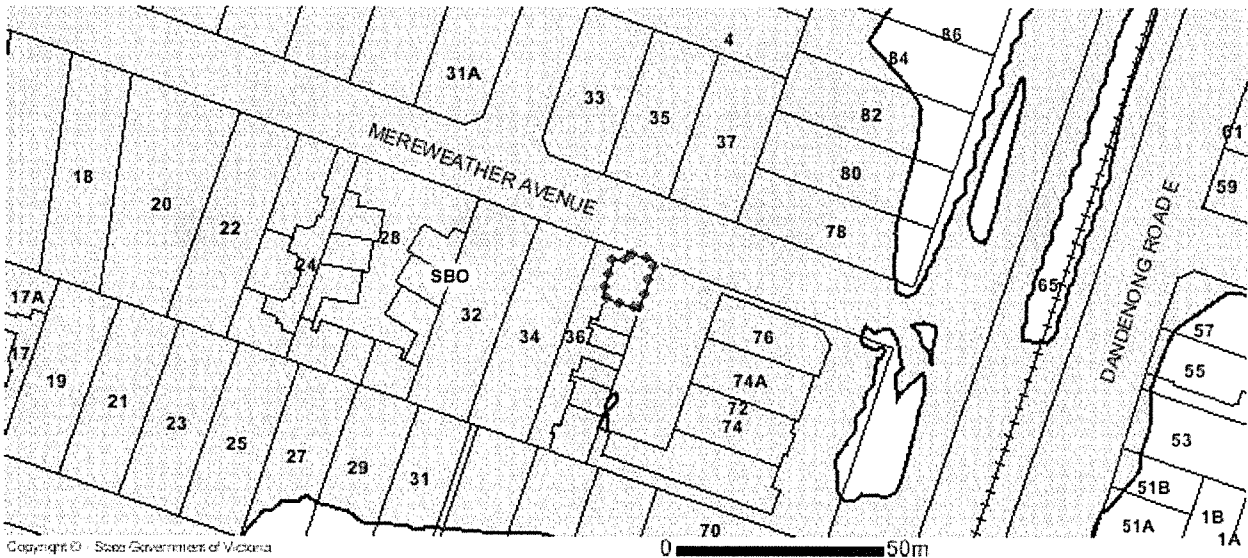 4
86
84
31A
33
35
37
82
80
78
61
59
MEREWEATHER AVENUE
18
20
22
24
28
SBO
32
34
36
65
DANDENONG ROAD E
17A
17
19
21
23
25
27
29
31
76
74A
72
74
70
57
55
53
51B
51A
1B
1A
Copyright © - State Government of Victoria
0 50m